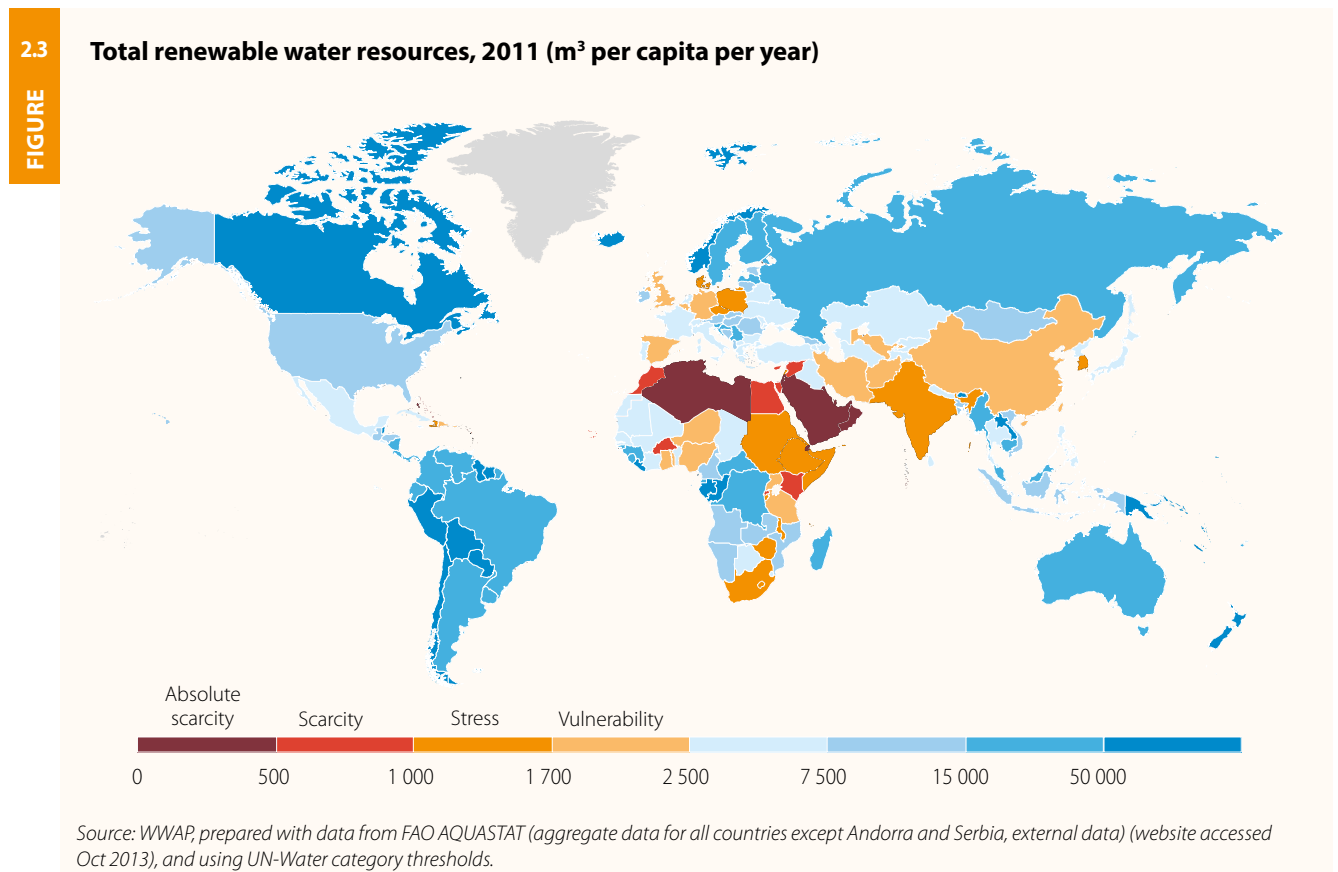 2.3
FIGURE
Total renewable water resources, 2011 (m³ per capita per year)
Absolute
scarcity
Scarcity
Stress
Vulnerability
0
500
1 000
1 700
2 500
7 500
15 000
50 000
Source: WWAP, prepared with data from FAO AQUASTAT (aggregate data for all countries except Andorra and Serbia, external data) (website accessed
Oct 2013), and using UN-Water category thresholds.